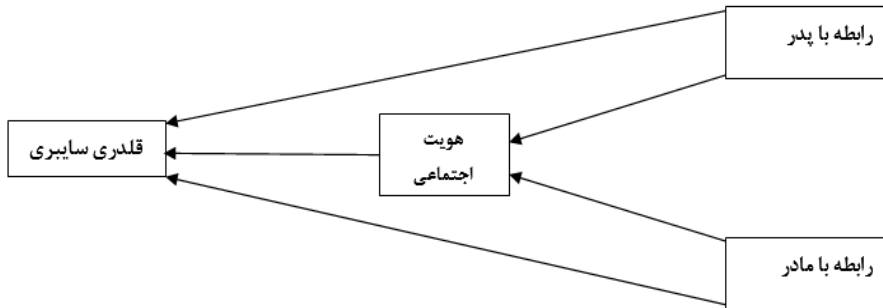 رابطه با پدر
هویت
اجتماعی
قلدری سایبری
رابطه با مادر